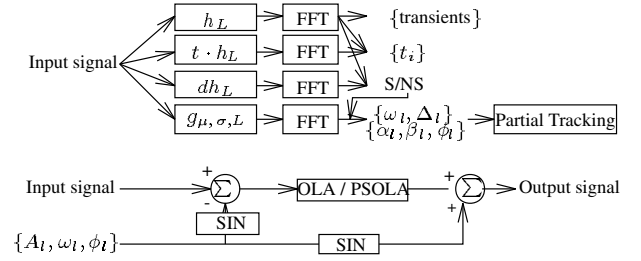 h_L FFT {transients}
t · h_L FFT {t_i}
Input signal
dh_L FFT S/NS
g_{μ,σ,L} FFT {ω_l, Δ_l}
{α_l, β_l, ϕ_l} Partial Tracking
Input signal + Σ OLA / PSOLA + Σ Output signal
- +
SIN
{A_l, ω_l, ϕ_l} SIN